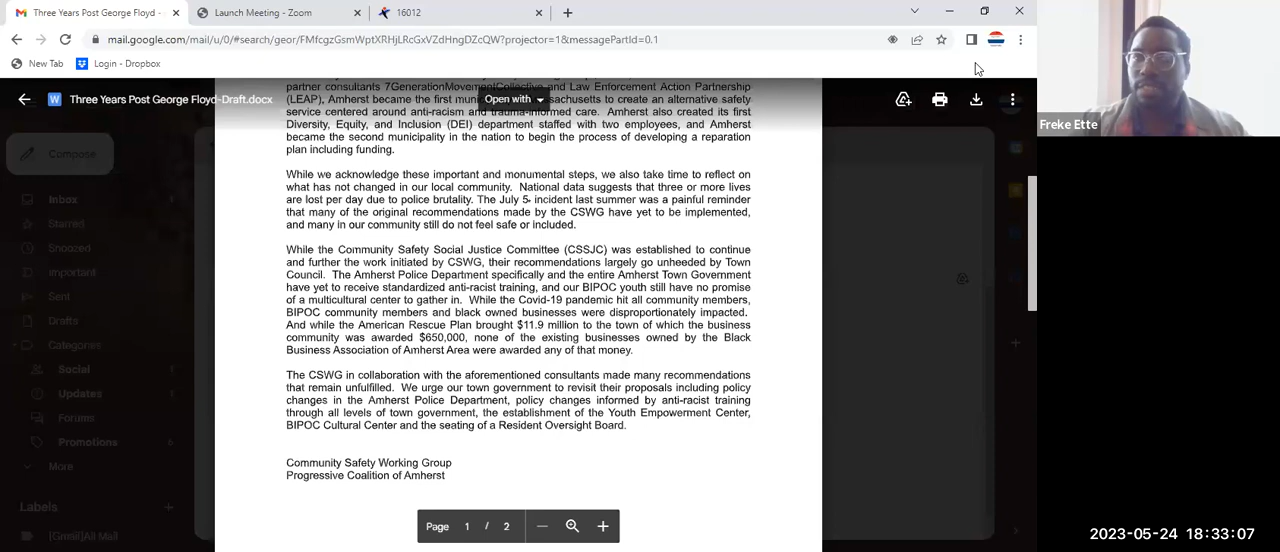 Three Years Post George Floyd -
Launch Meeting - Zoom
16012
mail.google.com/mail/u/0/#search/geor/FMfcgzGsmWptXRHjLRcGxVZdHngDZcQW?projector=1&messagePartId=0.1
New Tab
Login - Dropbox
Three Years Post George Floyd-Draft.docx
Open with
partner consultants 7GenerationMovementCollective and Law Enforcement Action Partnership
(LEAP), Amherst became the first to create an alternative safety
service centered around anti-racism and trauma-informed care. Amherst also created its first
Diversity, Equity, and Inclusion (DEI) department staffed with two employees, and Amherst
became the second municipality in the nation to begin the process of developing a reparation
plan including funding.
While we acknowledge these important and monumental steps, we also take time to reflect on
what has not changed in our local community. National data suggests that three or more lives
are lost per day due to police brutality. The July 5 incident last summer was a painful reminder
that many of the original recommendations made by the CSWG have yet to be implemented,
and many in our community still do not feel safe or included.
While the Community Safety Social Justice Committee (CSSJC) was established to continue
and further the work initiated by CSWG, their recommendations largely go unheeded by Town
Council. The Amherst Police Department specifically and the entire Amherst Town Government
have yet to receive standardized anti-racist training, and our BIPOC youth still have no promise
of a multicultural center to gather in. While the Covid-19 pandemic hit all community members,
BIPOC community members and black owned businesses were disproportionately impacted.
And while the American Rescue Plan brought $11.9 million to the town of which the business
community was awarded $650,000, none of the existing businesses owned by the Black
Business Association of Amherst Area were awarded any of that money.
The CSWG in collaboration with the aforementioned consultants made many recommendations
that remain unfulfilled. We urge our town government to revisit their proposals including policy
changes in the Amherst Police Department, policy changes informed by anti-racist training
through all levels of town government, the establishment of the Youth Empowerment Center,
BIPOC Cultural Center and the seating of a Resident Oversight Board.
Community Safety Working Group
Progressive Coalition of Amherst
Page 1 / 2
Compose
Inbox
Starred
Snoozed
Important
Sent
Drafts
Categories
Social
Updates
Forums
Promotions 6
More
Labels
[Gmail]All Mail
Freke Ette
2023-05-24 18:33:07